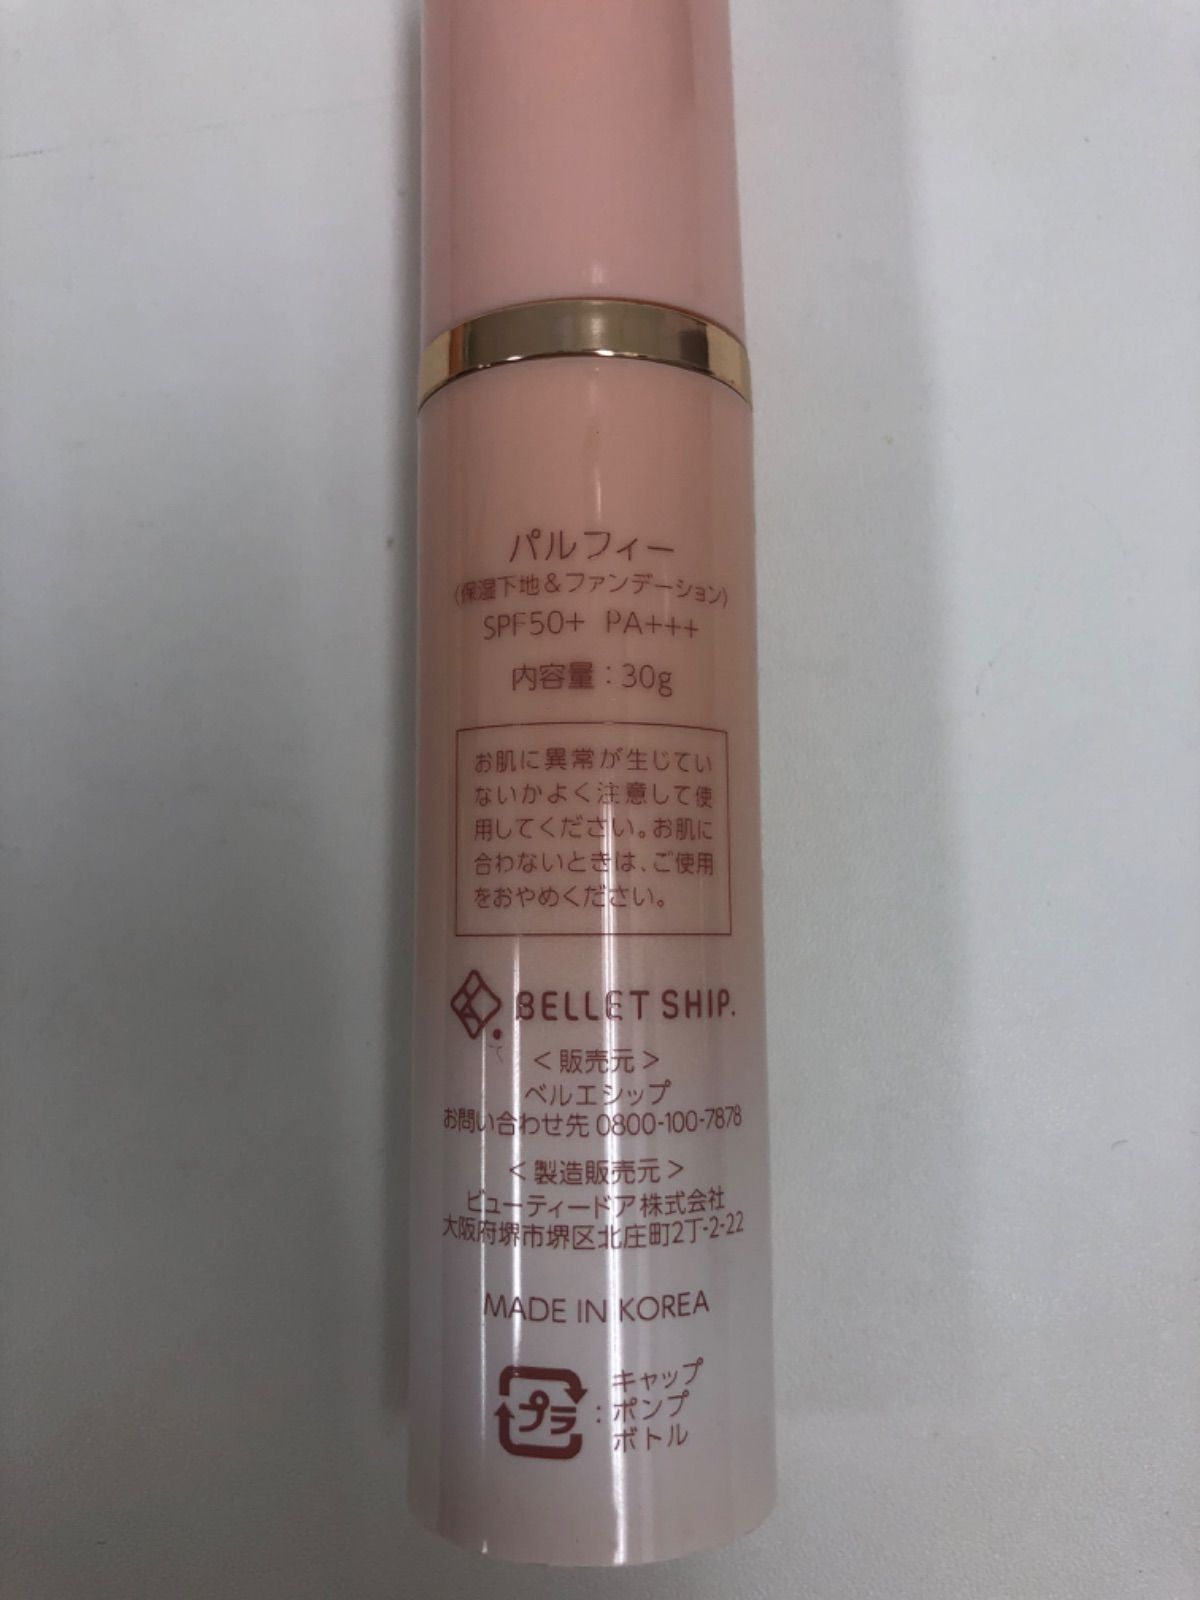 パルフィー
(保湿下地&ファンデーション)
SPF50+ PA+++
内容量：30g
お肌に異常が生じてい
ないかよく注意して使
用してください。お肌に
合わないときは、ご使用
をおやめください。
BELLET SHIP.
＜販売元＞
ベルエシップ
お問い合わせ先 0800-100-7878
＜製造販売元＞
ビューティードア株式会社
大阪府堺市堺区北庄町2丁-2-22
MADE IN KOREA
プラ : キャップ
ポンプ
ボトル